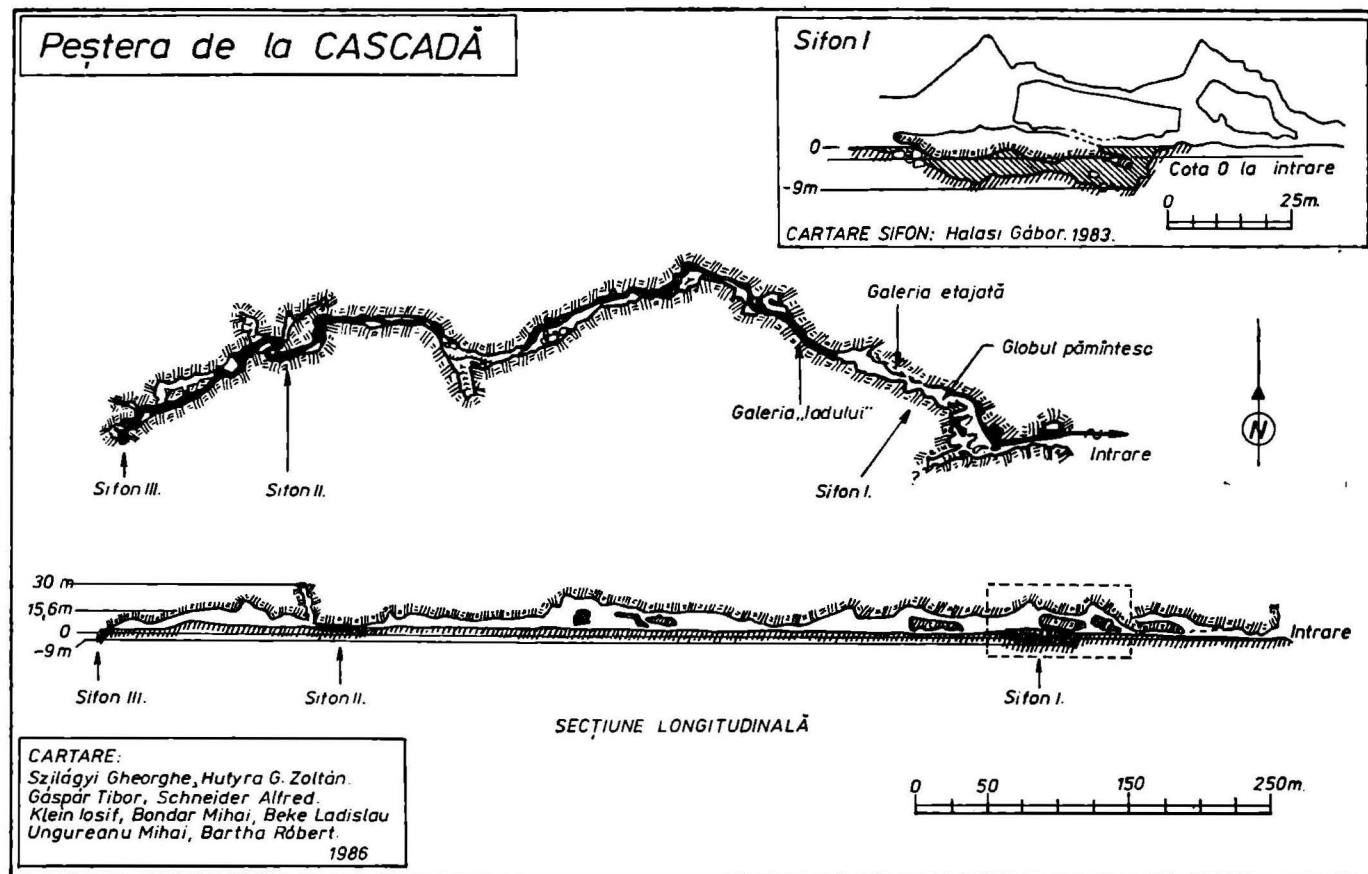 Peștera de la CASCADĂ
Sifon I
0
-9m
Cota 0 la intrare
0 25m.
CARTARE SIFON: Halasi Gábor. 1983.
Galeria etajată
Globul pămîntesc
Galeria „Iadului"
Intrare
N
?
Sifon III.
Sifon II.
Sifon I.
30 m
15,6m
0
-9m
Intrare
Sifon III.
Sifon II.
Sifon I.
SECȚIUNE LONGITUDINALĂ
CARTARE:
Szilágyi Gheorghe, Hutyra G. Zoltán.
Gáspár Tibor, Schneider Alfred.
Klein Iosif, Bondar Mihai, Beke Ladislau
Ungureanu Mihai, Bartha Róbert.
1986
0 50 150 250m.